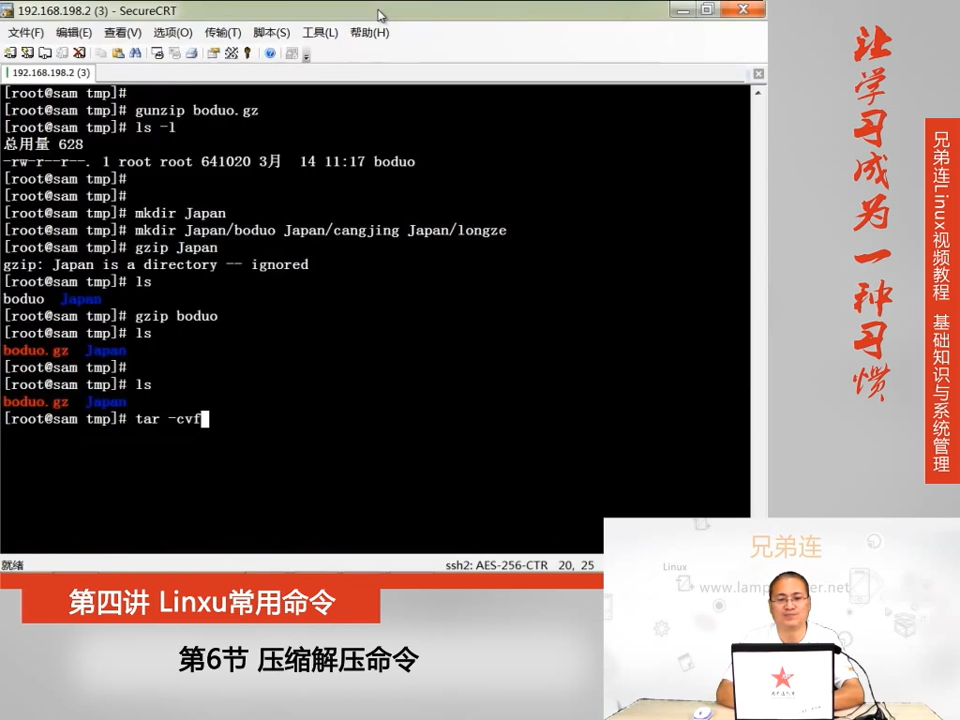 192.168.198.2 (3) - SecureCRT
文件(F) 编辑(E) 查看(V) 选项(O) 传输(T) 脚本(S) 工具(L) 帮助(H)
192.168.198.2 (3)
[root@sam tmp]#
[root@sam tmp]# gunzip boduo.gz
[root@sam tmp]# ls -l
总用量 628
-rw-r--r--. 1 root root 641020 3月 14 11:17 boduo
[root@sam tmp]#
[root@sam tmp]#
[root@sam tmp]# mkdir Japan
[root@sam tmp]# mkdir Japan/boduo Japan/cangjing Japan/longze
[root@sam tmp]# gzip Japan
gzip: Japan is a directory -- ignored
[root@sam tmp]# ls
boduo Japan
[root@sam tmp]# gzip boduo
[root@sam tmp]# ls
boduo.gz Japan
[root@sam tmp]#
[root@sam tmp]# ls
boduo.gz Japan
[root@sam tmp]# tar -cvf
就绪
ssh2: AES-256-CTR 20, 25
让学习成为一种习惯
兄弟连Linux视频教程 基础知识与系统管理
第四讲 Linxu常用命令
第6节 压缩解压命令
兄弟连
Linux